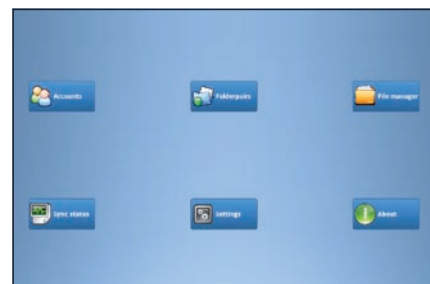 Accounts
Folderpairs
File manager
Sync status
Settings
About